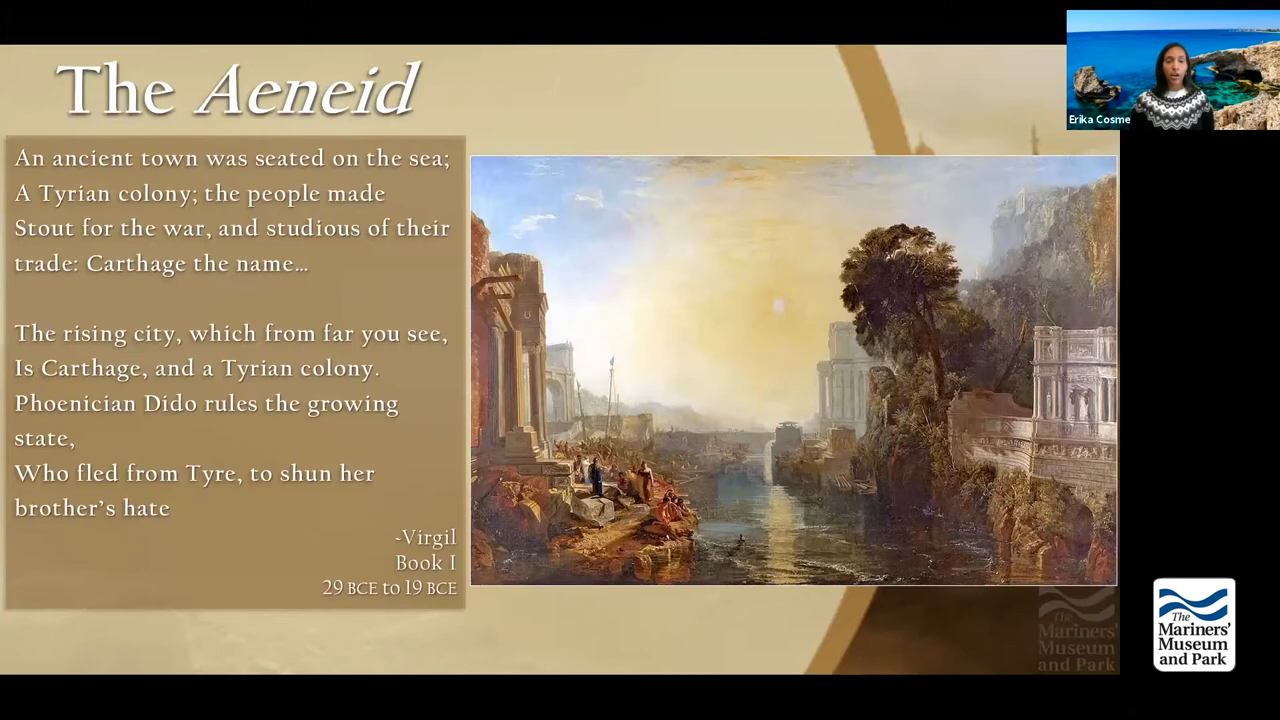 The Aeneid
An ancient town was seated on the sea;
A Tyrian colony; the people made
Stout for the war, and studious of their
trade: Carthage the name...
The rising city, which from far you see,
Is Carthage, and a Tyrian colony.
Phoenician Dido rules the growing
state,
Who fled from Tyre, to shun her
brother's hate
~Virgil
Book I
29 BCE to 19 BCE
Erika Cosme
The
Mariners'
Museum
and Park
The
Mariners'
Museum
and Park